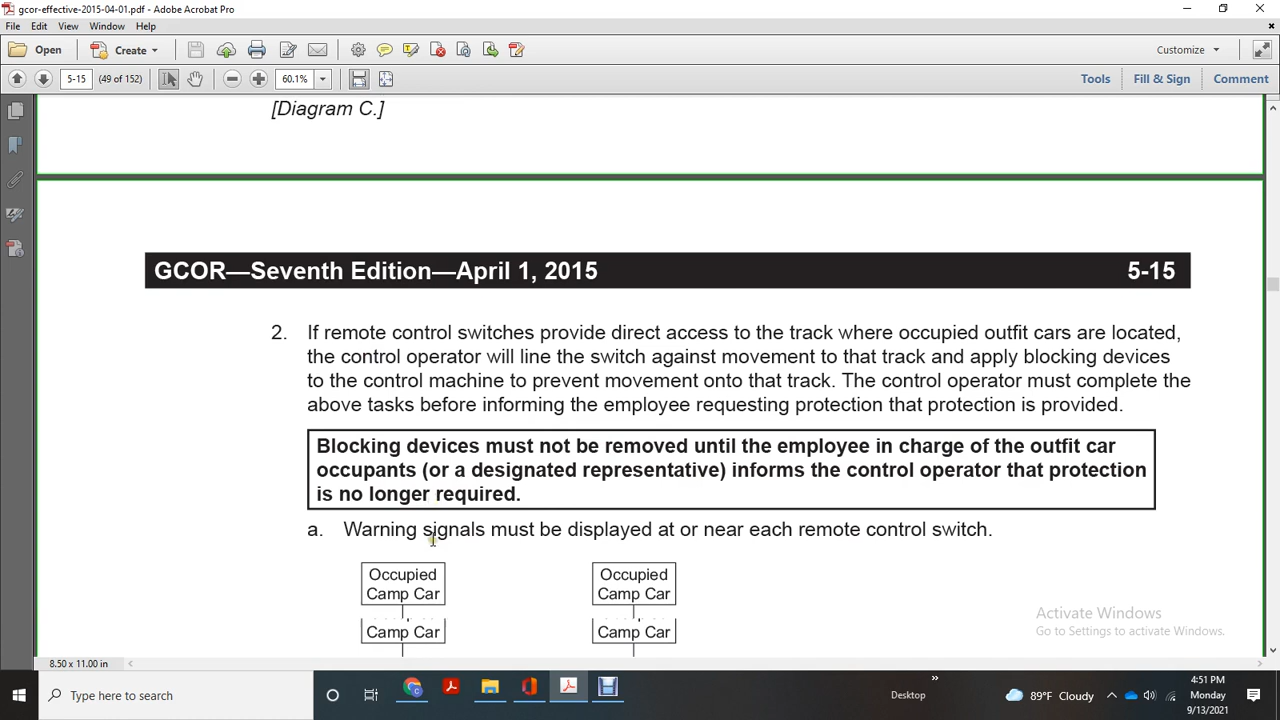 gcor-effective-2015-04-01.pdf - Adobe Acrobat Pro
File Edit View Window Help
Open Create Customize
5-15 (49 of 152) 60.1% Tools Fill & Sign Comment
[Diagram C.]
GCOR—Seventh Edition—April 1, 2015 5-15
2. If remote control switches provide direct access to the track where occupied outfit cars are located,
the control operator will line the switch against movement to that track and apply blocking devices
to the control machine to prevent movement onto that track. The control operator must complete the
above tasks before informing the employee requesting protection that protection is provided.
Blocking devices must not be removed until the employee in charge of the outfit car
occupants (or a designated representative) informs the control operator that protection
is no longer required.
a. Warning signals must be displayed at or near each remote control switch.
Occupied Occupied
Camp Car Camp Car
Camp Car Camp Car
Activate Windows
Go to Settings to activate Windows.
8.50 x 11.00 in
Type here to search
Desktop
89°F Cloudy
4:51 PM
Monday
9/13/2021